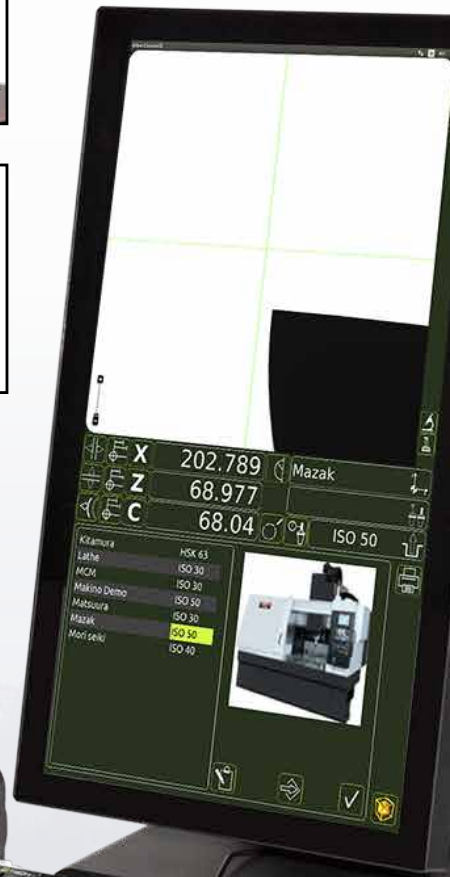 X 202.789 Mazak
Z 68.977
C 68.04 ISO 50
Kitamura HSK 63
Lathe ISO 30
MCM ISO 30
Makino Demo ISO 50
Matsuura ISO 30
Mazak ISO 50
Mori seiki ISO 40